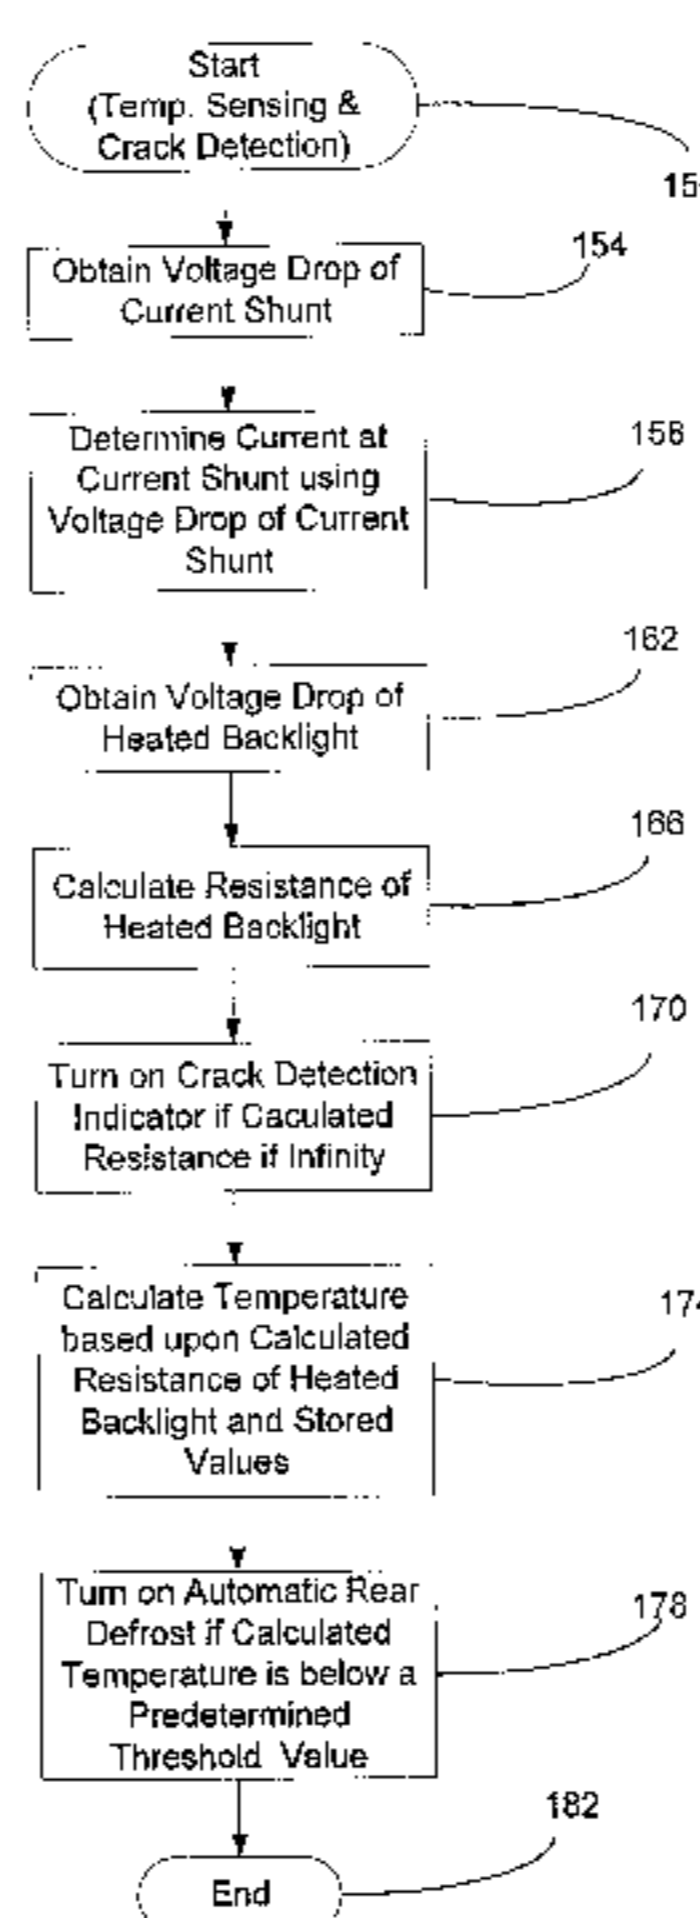 Start
(Temp. Sensing &
Crack Detection)
154
Obtain Voltage Drop of
Current Shunt
158
Determine Current at
Current Shunt using
Voltage Drop of Current
Shunt
162
Obtain Voltage Drop of
Heated Backlight
166
Calculate Resistance of
Heated Backlight
170
Turn on Crack Detection
Indicator if Caculated
Resistance if Infinity
Calculate Temperature
based upon Calculated
Resistance of Heated
Backlight and Stored
Values
178
Turn on Automatic Rear
Defrost if Calculated
Temperature is below a
Predetermined
Threshold Value
182
End